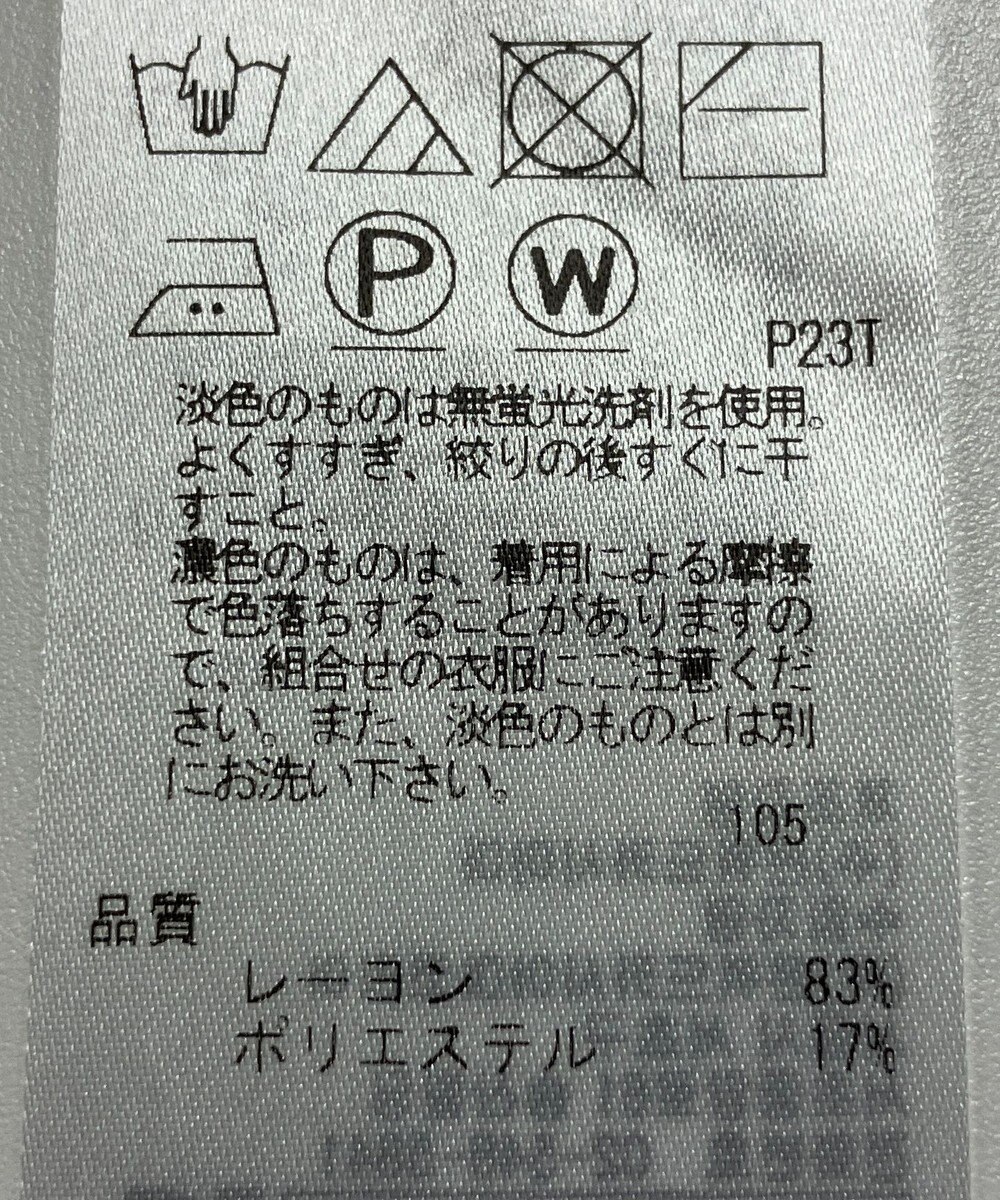 P
W
P23T
淡色のものは無蛍光洗剤を使用。
よくすすぎ、絞りの後すぐに干
すこと。
濃色のものは、着用による摩擦
で色落ちすることがありますの
で、組合せの衣服にご注意くだ
さい。また、淡色のものとは別
にお洗い下さい。
105
品質
レーヨン 83%
ポリエステル 17%